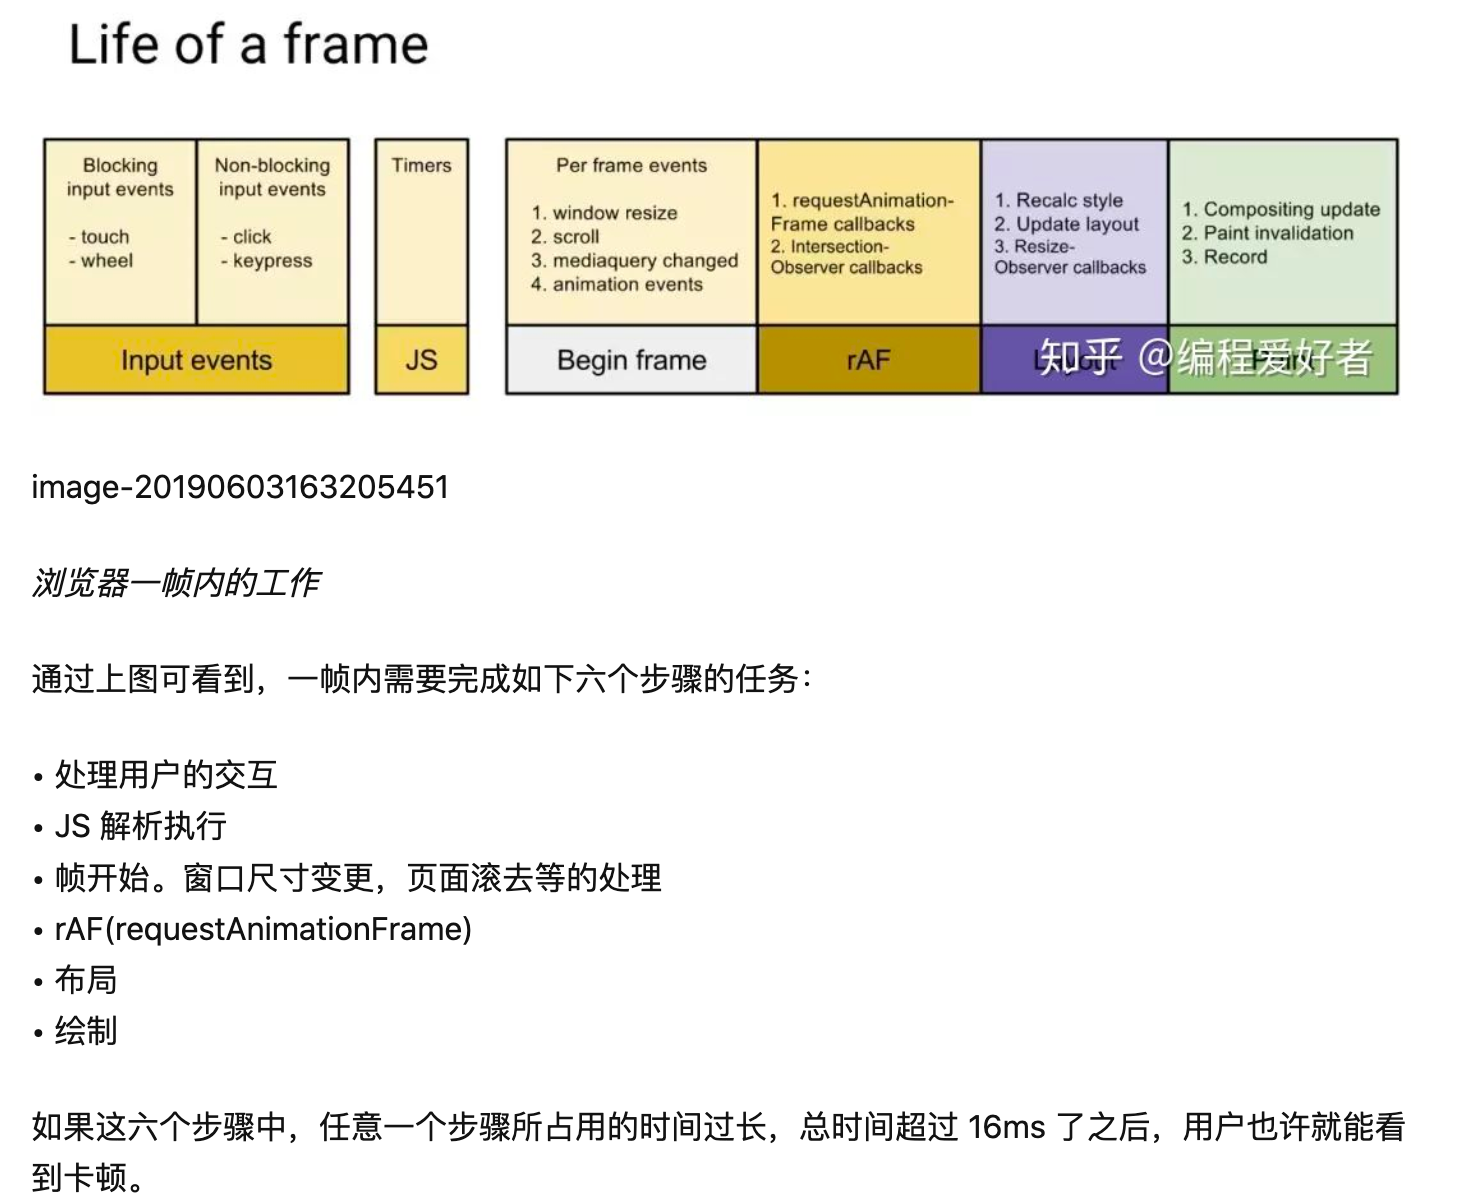 Life of a frame
Blocking
input events
- touch
- wheel
Non-blocking
input events
- click
- keypress
Input events
Timers
JS
Per frame events
1. window resize
2. scroll
3. mediaquery changed
4. animation events
Begin frame
1. requestAnimation-
Frame callbacks
2. Intersection-
Observer callbacks
rAF
1. Recalc style
2. Update layout
3. Resize-
Observer callbacks
Layout
1. Compositing update
2. Paint invalidation
3. Record
Paint
知乎 @编程爱好者
image-20190603163205451
浏览器一帧内的工作
通过上图可看到，一帧内需要完成如下六个步骤的任务：
• 处理用户的交互
• JS 解析执行
• 帧开始。窗口尺寸变更，页面滚去等的处理
• rAF(requestAnimationFrame)
• 布局
• 绘制
如果这六个步骤中，任意一个步骤所占用的时间过长，总时间超过 16ms 了之后，用户也许就能看
到卡顿。